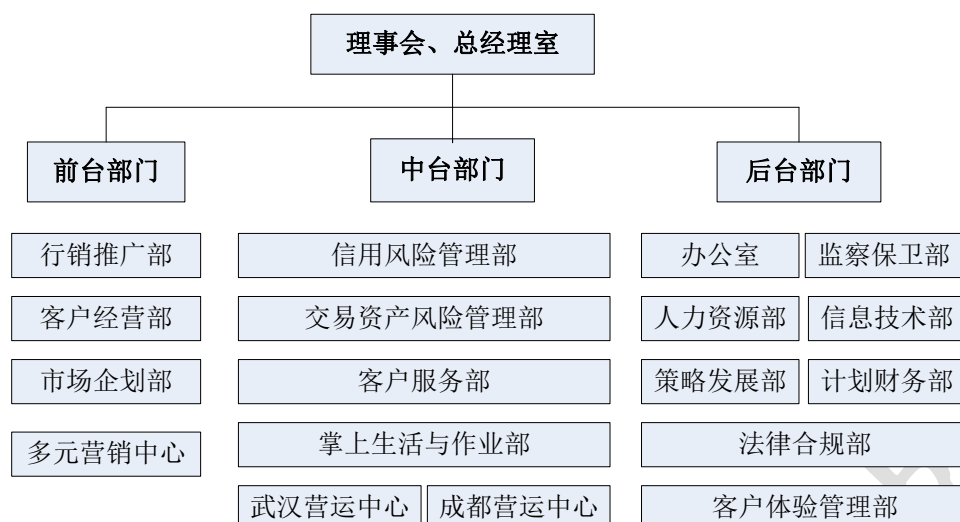 理事会、总经理室
前台部门
中台部门
后台部门
行销推广部
信用风险管理部
办公室
监察保卫部
客户经营部
交易资产风险管理部
人力资源部
信息技术部
市场企划部
客户服务部
策略发展部
计划财务部
多元营销中心
掌上生活与作业部
法律合规部
武汉营运中心
成都营运中心
客户体验管理部